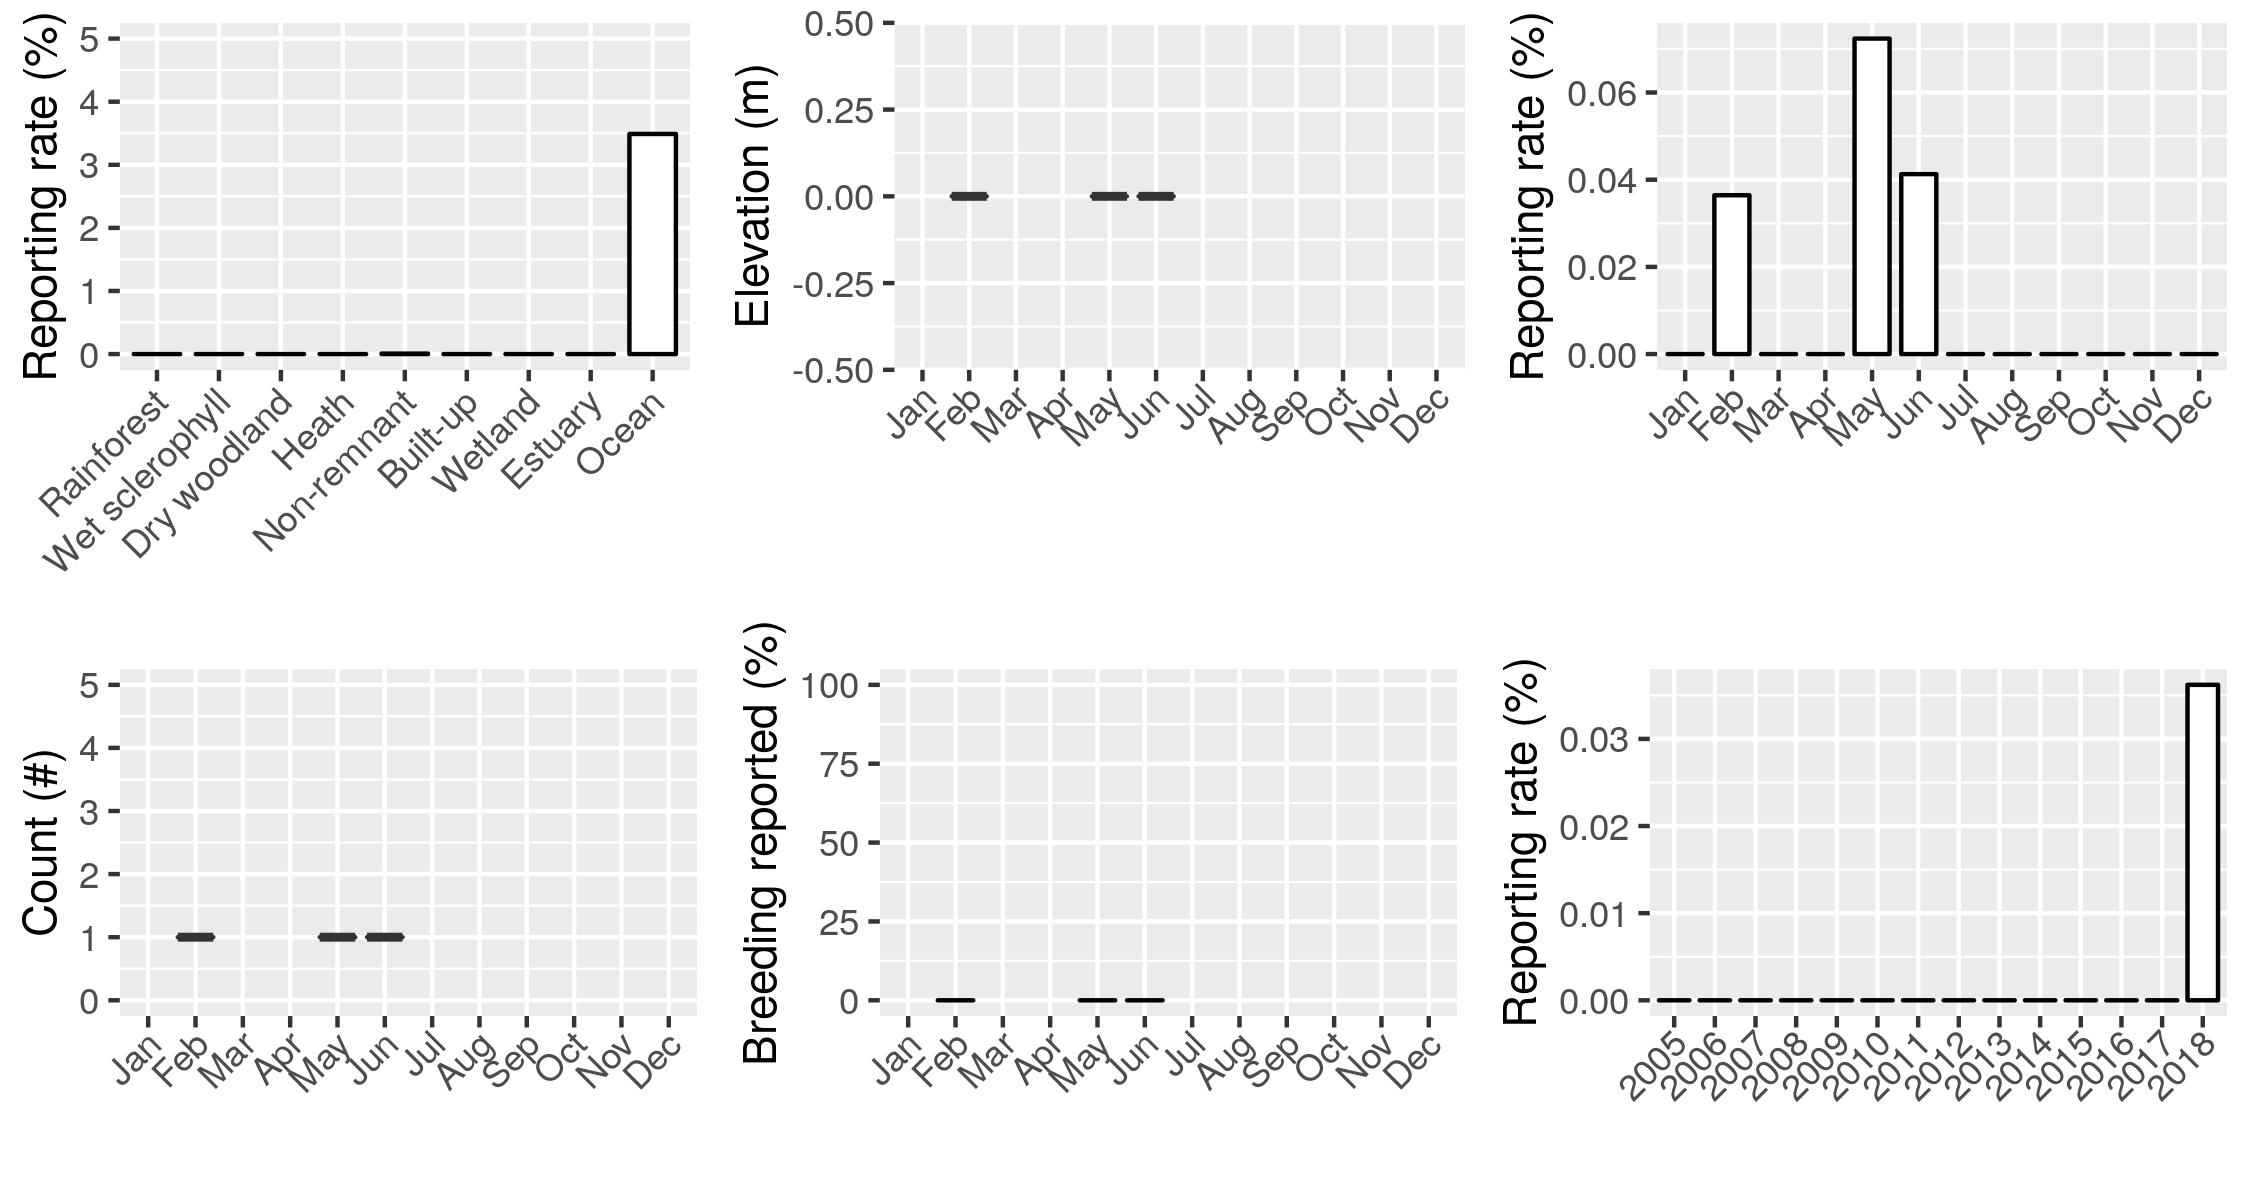 Reporting rate (%)
5
4
3
2
1
0
Rainforest
Wet sclerophyll
Dry woodland
Heath
Non-remnant
Built-up
Wetland
Estuary
Ocean
Elevation (m)
0.50
0.25
0.00
-0.25
-0.50
Jan
Feb
Mar
Apr
May
Jun
Jul
Aug
Sep
Oct
Nov
Dec
Reporting rate (%)
0.06
0.04
0.02
0.00
Jan
Feb
Mar
Apr
May
Jun
Jul
Aug
Sep
Oct
Nov
Dec
Count (#)
5
4
3
2
1
0
Jan
Feb
Mar
Apr
May
Jun
Jul
Aug
Sep
Oct
Nov
Dec
Breeding reported (%)
100
75
50
25
0
Jan
Feb
Mar
Apr
May
Jun
Jul
Aug
Sep
Oct
Nov
Dec
Reporting rate (%)
0.03
0.02
0.01
0.00
2005
2006
2007
2008
2009
2010
2011
2012
2013
2014
2015
2016
2017
2018